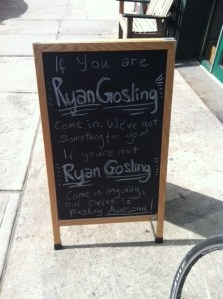 If You are
Ryan Gosling
Come in. We've got
something for you!
If you're not
Ryan Gosling
Come in anyway,
our coffee is
freaking Awesome!